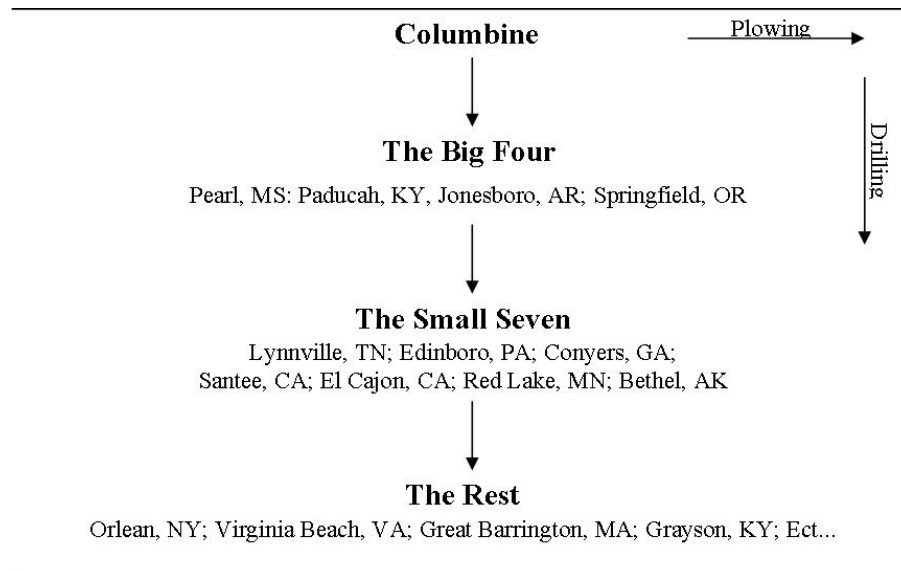 Columbine
Plowing
Drilling
The Big Four
Pearl, MS: Paducah, KY, Jonesboro, AR; Springfield, OR
The Small Seven
Lynnville, TN; Edinboro, PA; Conyers, GA;
Santee, CA; El Cajon, CA; Red Lake, MN; Bethel, AK
The Rest
Orlean, NY; Virginia Beach, VA; Great Barrington, MA; Grayson, KY; Ect...